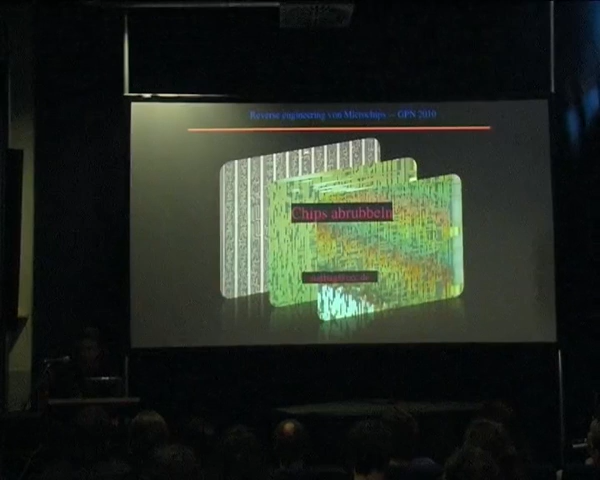 Reverse engineering von Microchips — GPN 2010
Chips abrubbeln